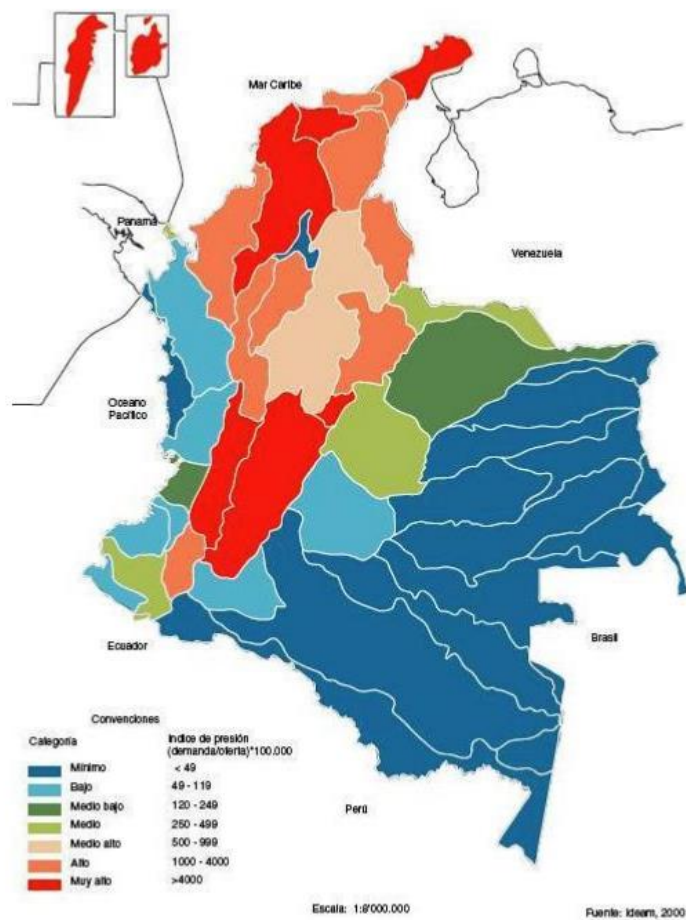 Mar Caribe
Panamá
Venezuela
Oceano
Pacífico
Ecuador
Brasil
Perú
Convenciones
Categoría
Indice de presión
(demanda/oferta)*100.000
Mínimo < 49
Bajo 49 - 119
Medio bajo 120 - 249
Medio 250 - 499
Medio alto 500 - 999
Alto 1000 - 4000
Muy alto >4000
Escala: 1:8'000.000
Fuente: Ideam, 2000